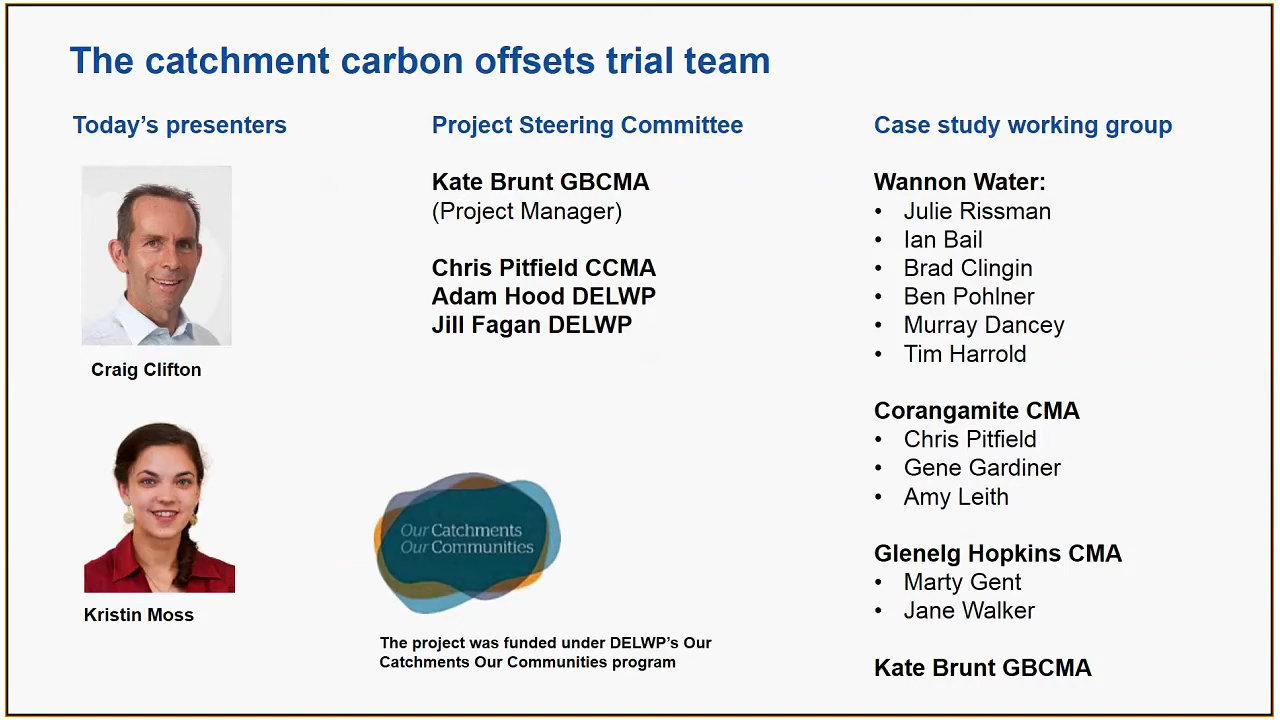 The catchment carbon offsets trial team
Today's presenters
Craig Clifton
Kristin Moss
Project Steering Committee
Kate Brunt GBCMA
(Project Manager)
Chris Pitfield CCMA
Adam Hood DELWP
Jill Fagan DELWP
Our Catchments
Our Communities
The project was funded under DELWP's Our
Catchments Our Communities program
Case study working group
Wannon Water:
• Julie Rissman
• Ian Bail
• Brad Clingin
• Ben Pohlner
• Murray Dancey
• Tim Harrold
Corangamite CMA
• Chris Pitfield
• Gene Gardiner
• Amy Leith
Glenelg Hopkins CMA
• Marty Gent
• Jane Walker
Kate Brunt GBCMA